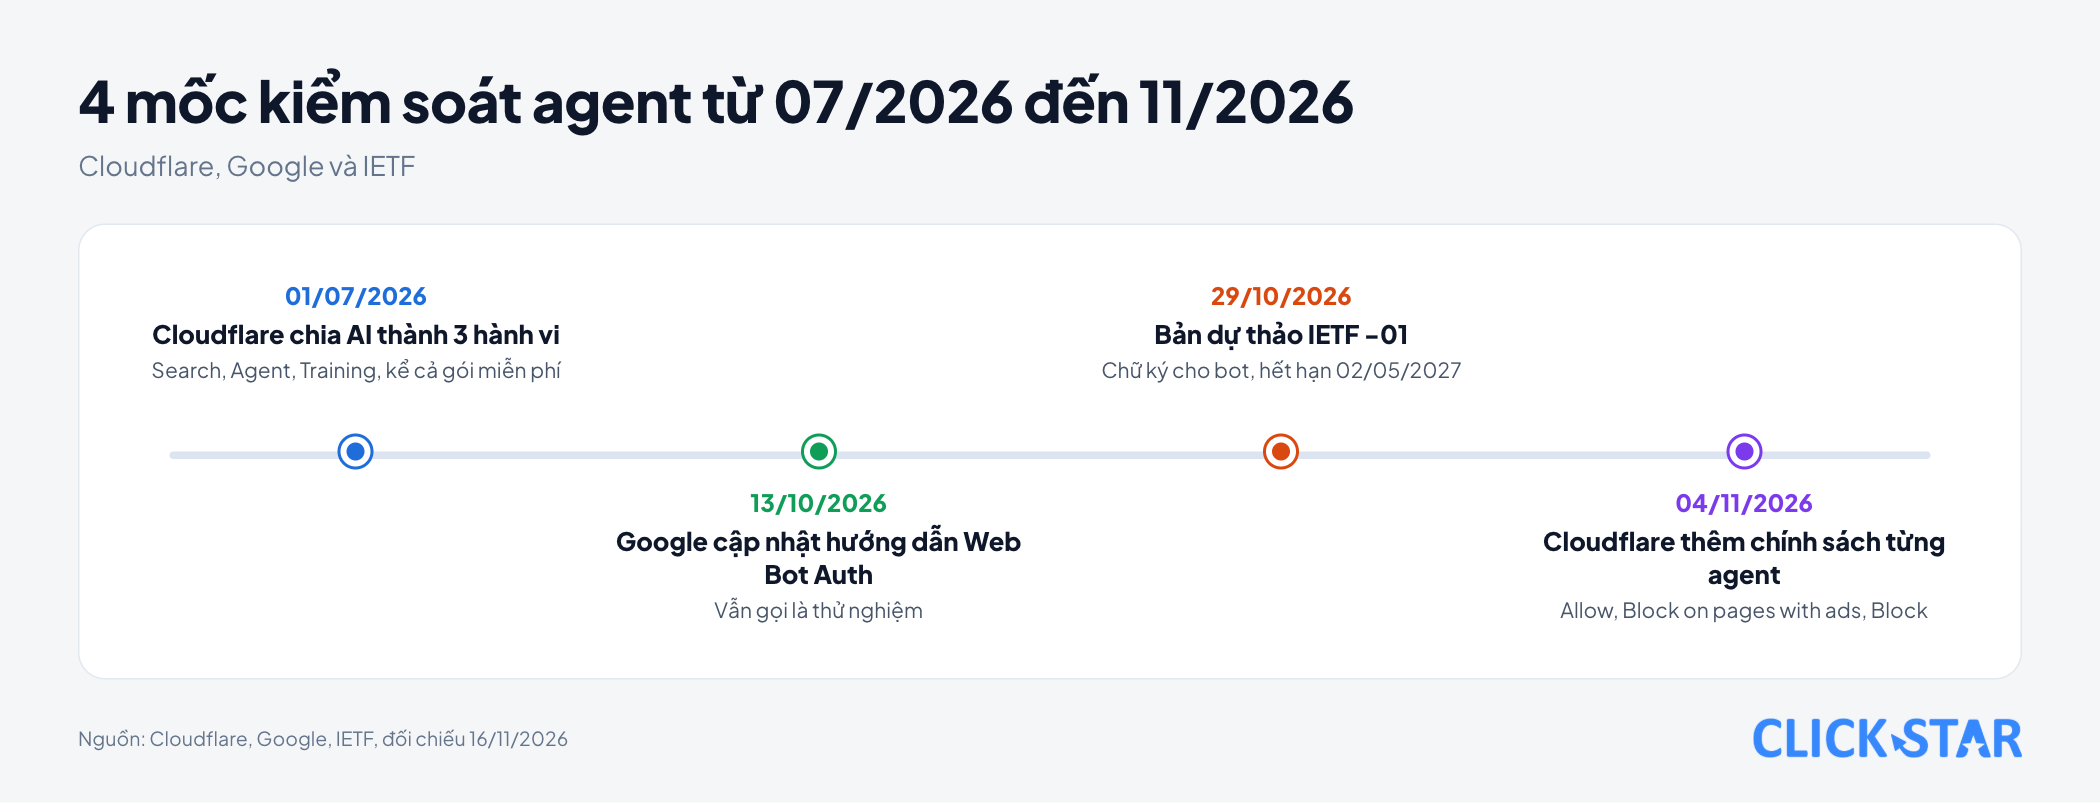 4 mốc kiểm soát agent từ 07/2026 đến 11/2026
Cloudflare, Google và IETF
01/07/2026
Cloudflare chia AI thành 3 hành vi
Search, Agent, Training, kể cả gói miễn phí
13/10/2026
Google cập nhật hướng dẫn Web
Bot Auth
Vẫn gọi là thử nghiệm
29/10/2026
Bản dự thảo IETF -01
Chữ ký cho bot, hết hạn 02/05/2027
04/11/2026
Cloudflare thêm chính sách từng
agent
Allow, Block on pages with ads, Block
Nguồn: Cloudflare, Google, IETF, đối chiếu 16/11/2026
CLICK STAR